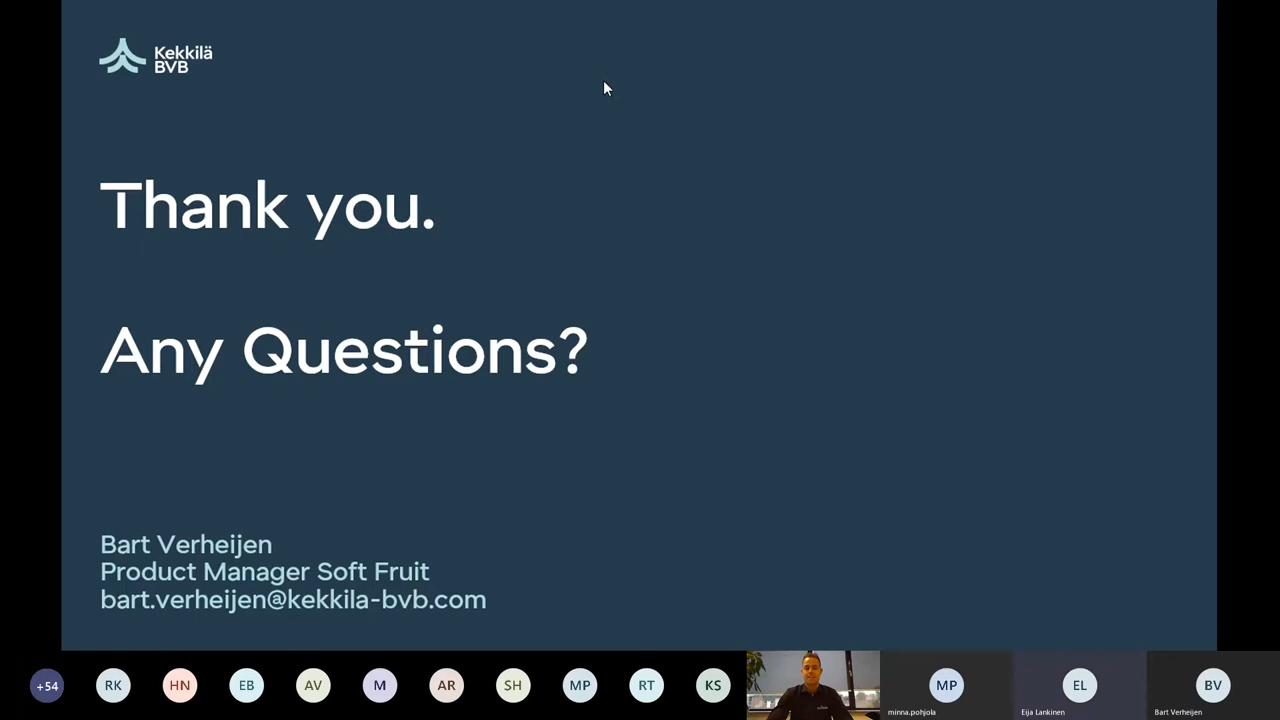 Kekkilä
BVB
Thank you.
Any Questions?
Bart Verheijen
Product Manager Soft Fruit
bart.verheijen@kekkila-bvb.com
+54
RK
HN
EB
AV
M
AR
SH
MP
RT
KS
MP
minna.pohjola
EL
Eija Lankinen
BV
Bart Verheijen